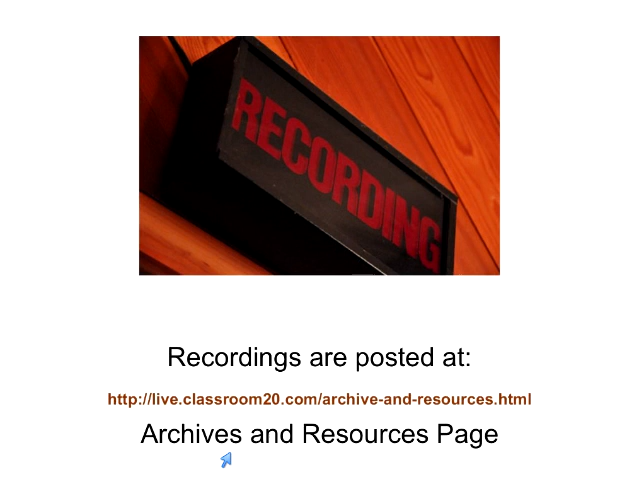 RECORDING
Recordings are posted at:
http://live.classroom20.com/archive-and-resources.html
Archives and Resources Page